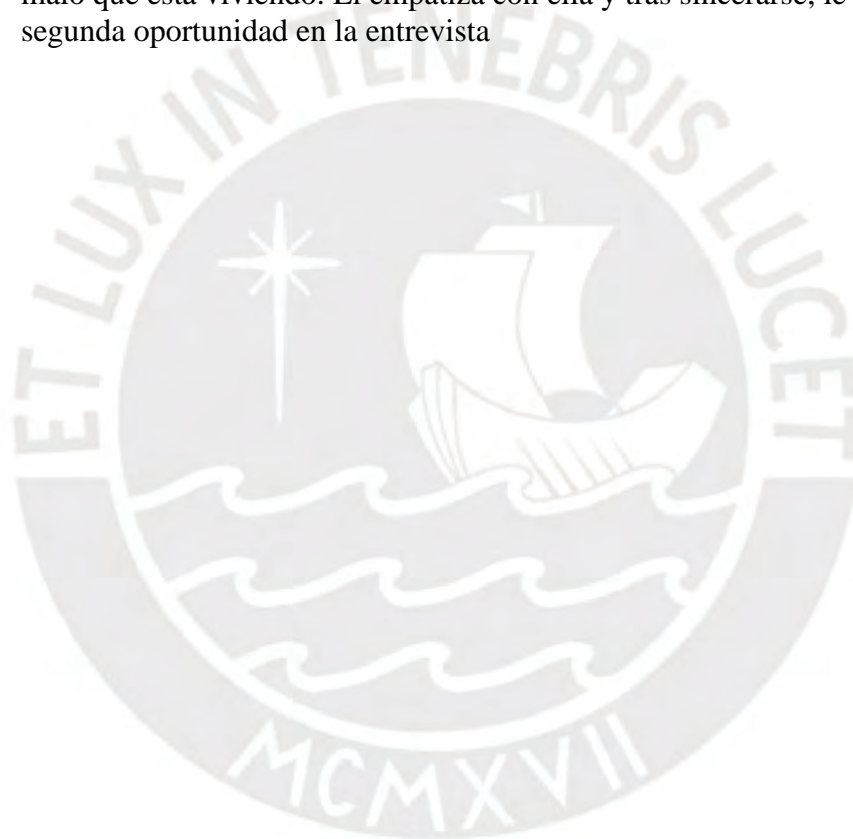 malo que está viviendo. Él empatiza con ella y tras sincerarse, le
segunda oportunidad en la entrevista
ET LUX IN TENEBRIS LUCET
MCMXVII